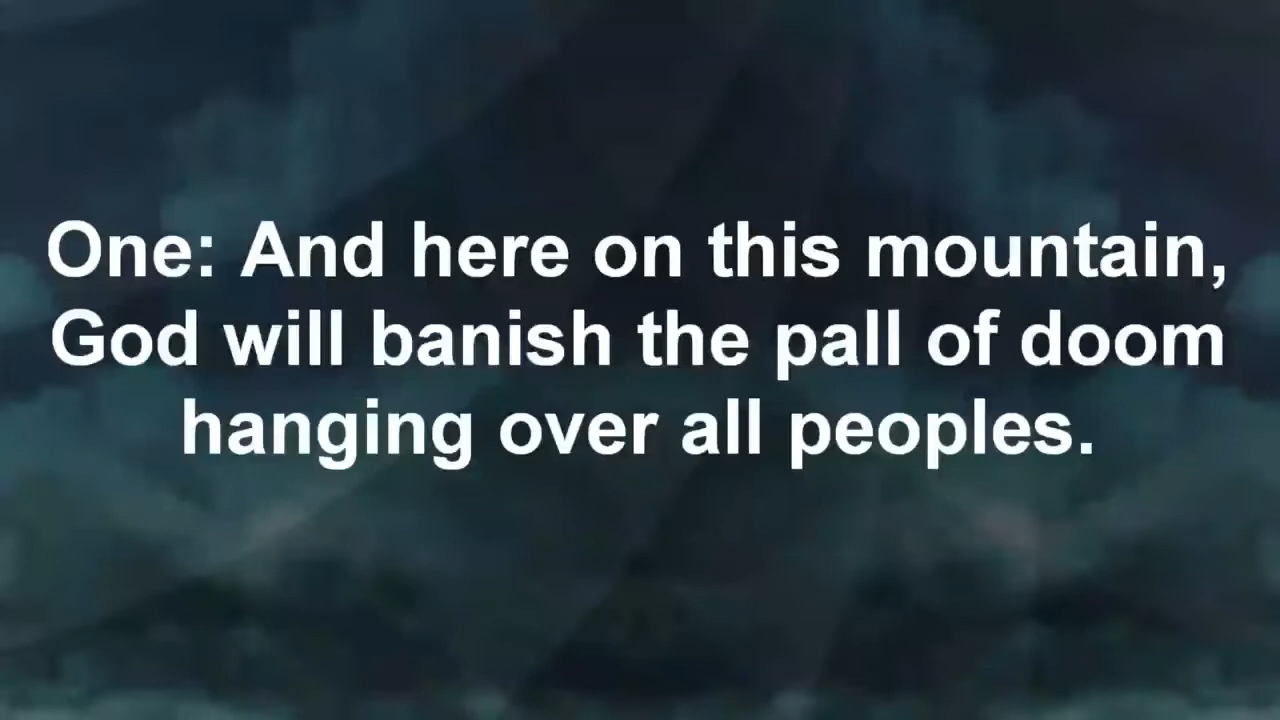 One: And here on this mountain,
God will banish the pall of doom
hanging over all peoples.